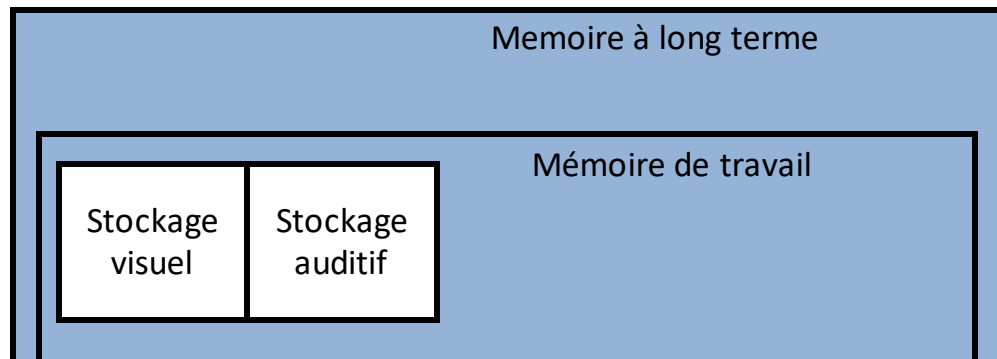 Memoire à long terme
Mémoire de travail
Stockage
visuel
Stockage
auditif